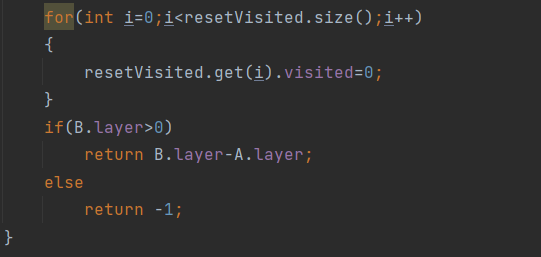 for(int i=0;i<resetVisited.size();i++)
{
resetVisited.get(i).visited=0;
}
if(B.layer>0)
return B.layer-A.layer;
else
return -1;
}